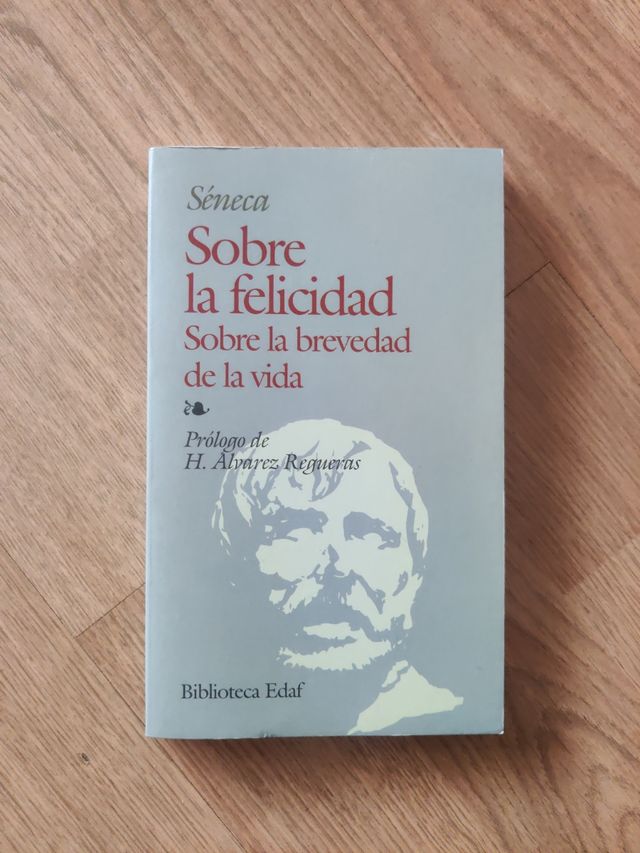 Séneca
Sobre
la felicidad
Sobre la brevedad
de la vida
Prólogo de
H. Álvarez Regueras
Biblioteca Edaf